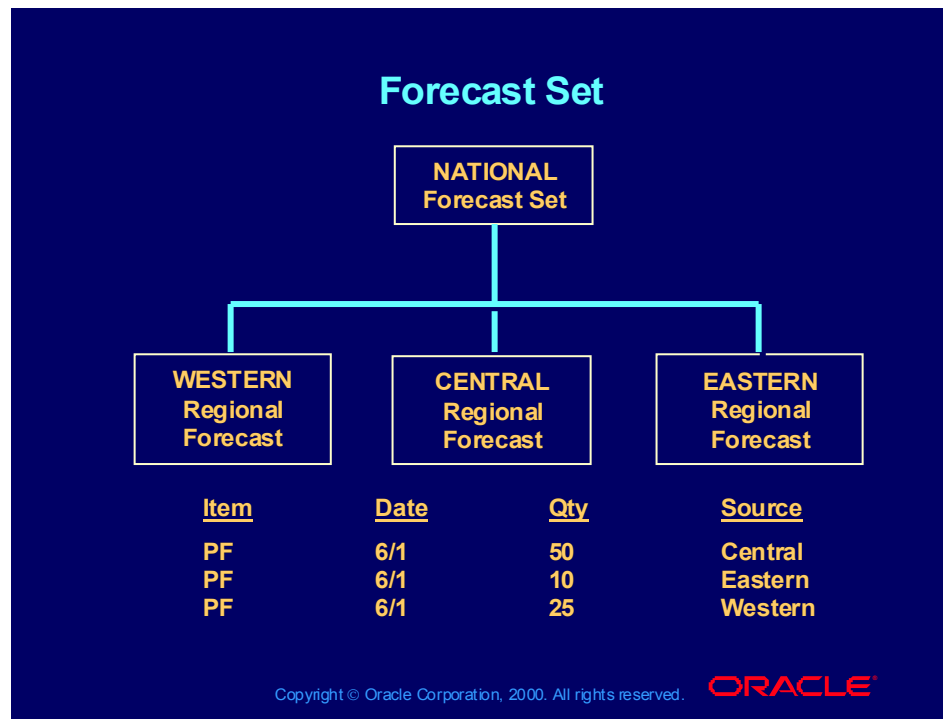 Forecast Set
NATIONAL
Forecast Set
WESTERN
Regional
Forecast
CENTRAL
Regional
Forecast
EASTERN
Regional
Forecast
Item Date Qty Source
PF 6/1 50 Central
PF 6/1 10 Eastern
PF 6/1 25 Western
Copyright © Oracle Corporation, 2000. All rights reserved.
ORACLE®